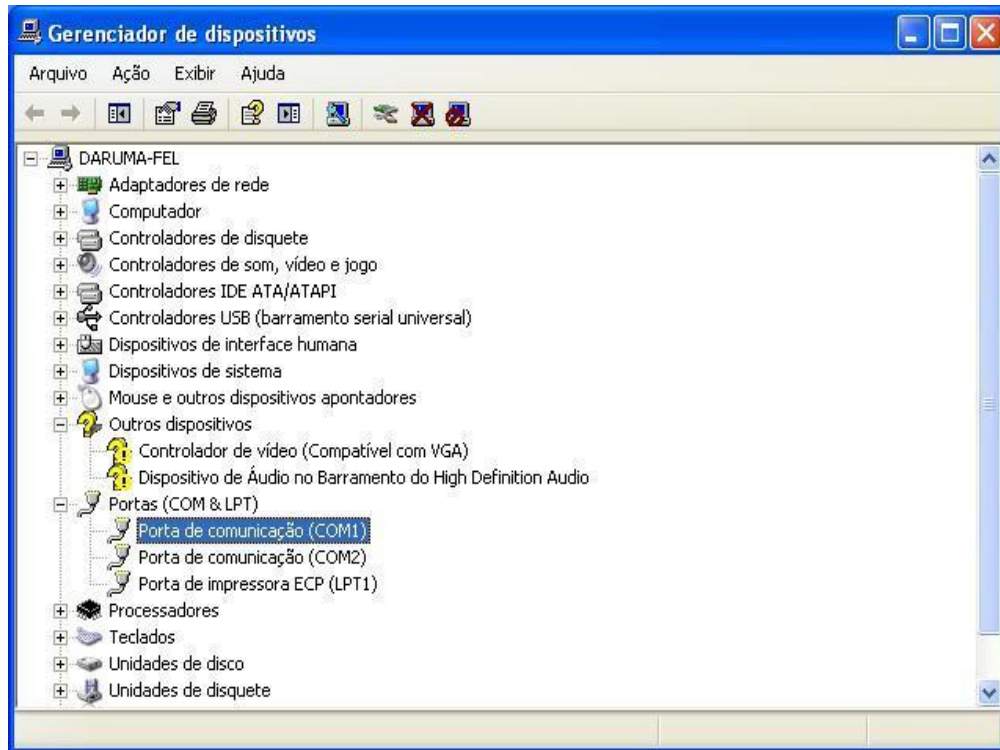 Gerenciador de dispositivos
Arquivo Ação Exibir Ajuda
DARUMA-FEL
Adaptadores de rede
Computador
Controladores de disquete
Controladores de som, vídeo e jogo
Controladores IDE ATA/ATAPI
Controladores USB (barramento serial universal)
Dispositivos de interface humana
Dispositivos de sistema
Mouse e outros dispositivos apontadores
Outros dispositivos
Controlador de vídeo (Compatível com VGA)
Dispositivo de Áudio no Barramento do High Definition Audio
Portas (COM & LPT)
Porta de comunicação (COM1)
Porta de comunicação (COM2)
Porta de impressora ECP (LPT1)
Processadores
Teclados
Unidades de disco
Unidades de disquete